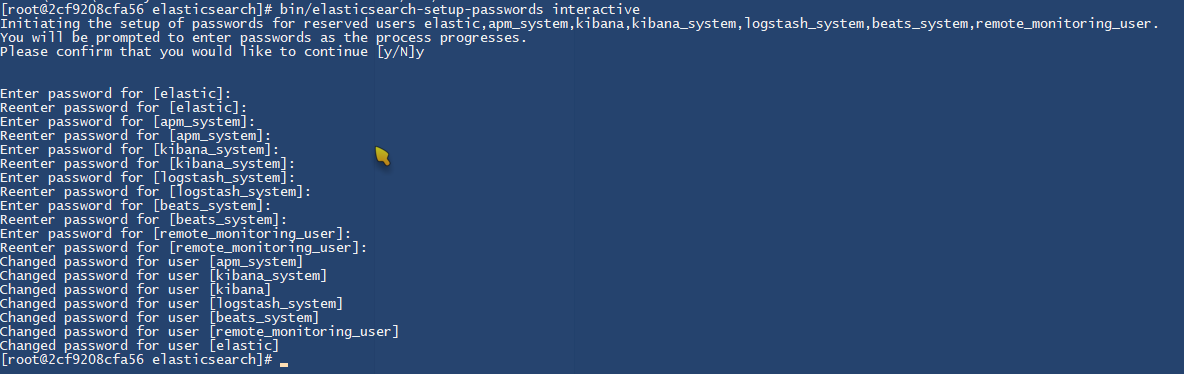 [root@2cf9208cfa56 elasticsearch]# bin/elasticsearch-setup-passwords interactive
Initiating the setup of passwords for reserved users elastic,apm_system,kibana,kibana_system,logstash_system,beats_system,remote_monitoring_user.
You will be prompted to enter passwords as the process progresses.
Please confirm that you would like to continue [y/N]y
Enter password for [elastic]:
Reenter password for [elastic]:
Enter password for [apm_system]:
Reenter password for [apm_system]:
Enter password for [kibana_system]:
Reenter password for [kibana_system]:
Enter password for [logstash_system]:
Reenter password for [logstash_system]:
Enter password for [beats_system]:
Reenter password for [beats_system]:
Enter password for [remote_monitoring_user]:
Reenter password for [remote_monitoring_user]:
Changed password for user [apm_system]
Changed password for user [kibana_system]
Changed password for user [kibana]
Changed password for user [logstash_system]
Changed password for user [beats_system]
Changed password for user [remote_monitoring_user]
Changed password for user [elastic]
[root@2cf9208cfa56 elasticsearch]#